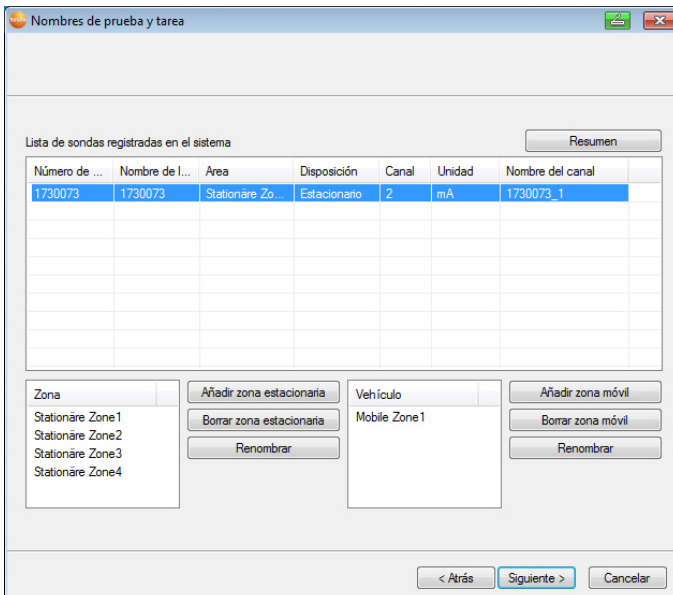 Nombres de prueba y tarea
Lista de sondas registradas en el sistema
Resumen
Número de ... Nombre de l... Area Disposición Canal Unidad Nombre del canal
1730073 1730073 Stationäre Zo... Estacionario 2 mA 1730073_1
Zona
Stationäre Zone1
Stationäre Zone2
Stationäre Zone3
Stationäre Zone4
Añadir zona estacionaria
Borrar zona estacionaria
Renombrar
Vehículo
Mobile Zone1
Añadir zona móvil
Borrar zona móvil
Renombrar
< Atrás Siguiente > Cancelar